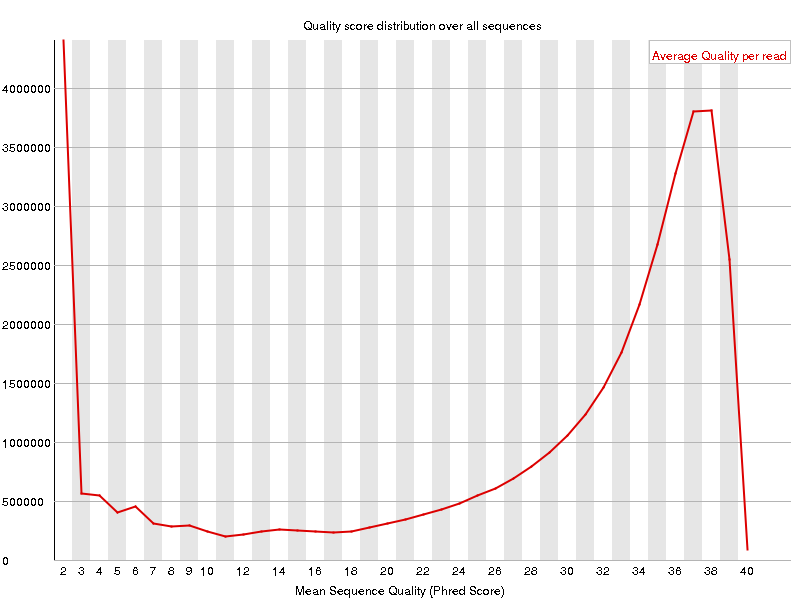 Quality score distribution over all sequences
Average Quality per read
4000000
3500000
3000000
2500000
2000000
1500000
1000000
500000
0
2 3 4 5 6 7 8 9 10 12 14 16 18 20 22 24 26 28 30 32 34 36 38 40
Mean Sequence Quality (Phred Score)